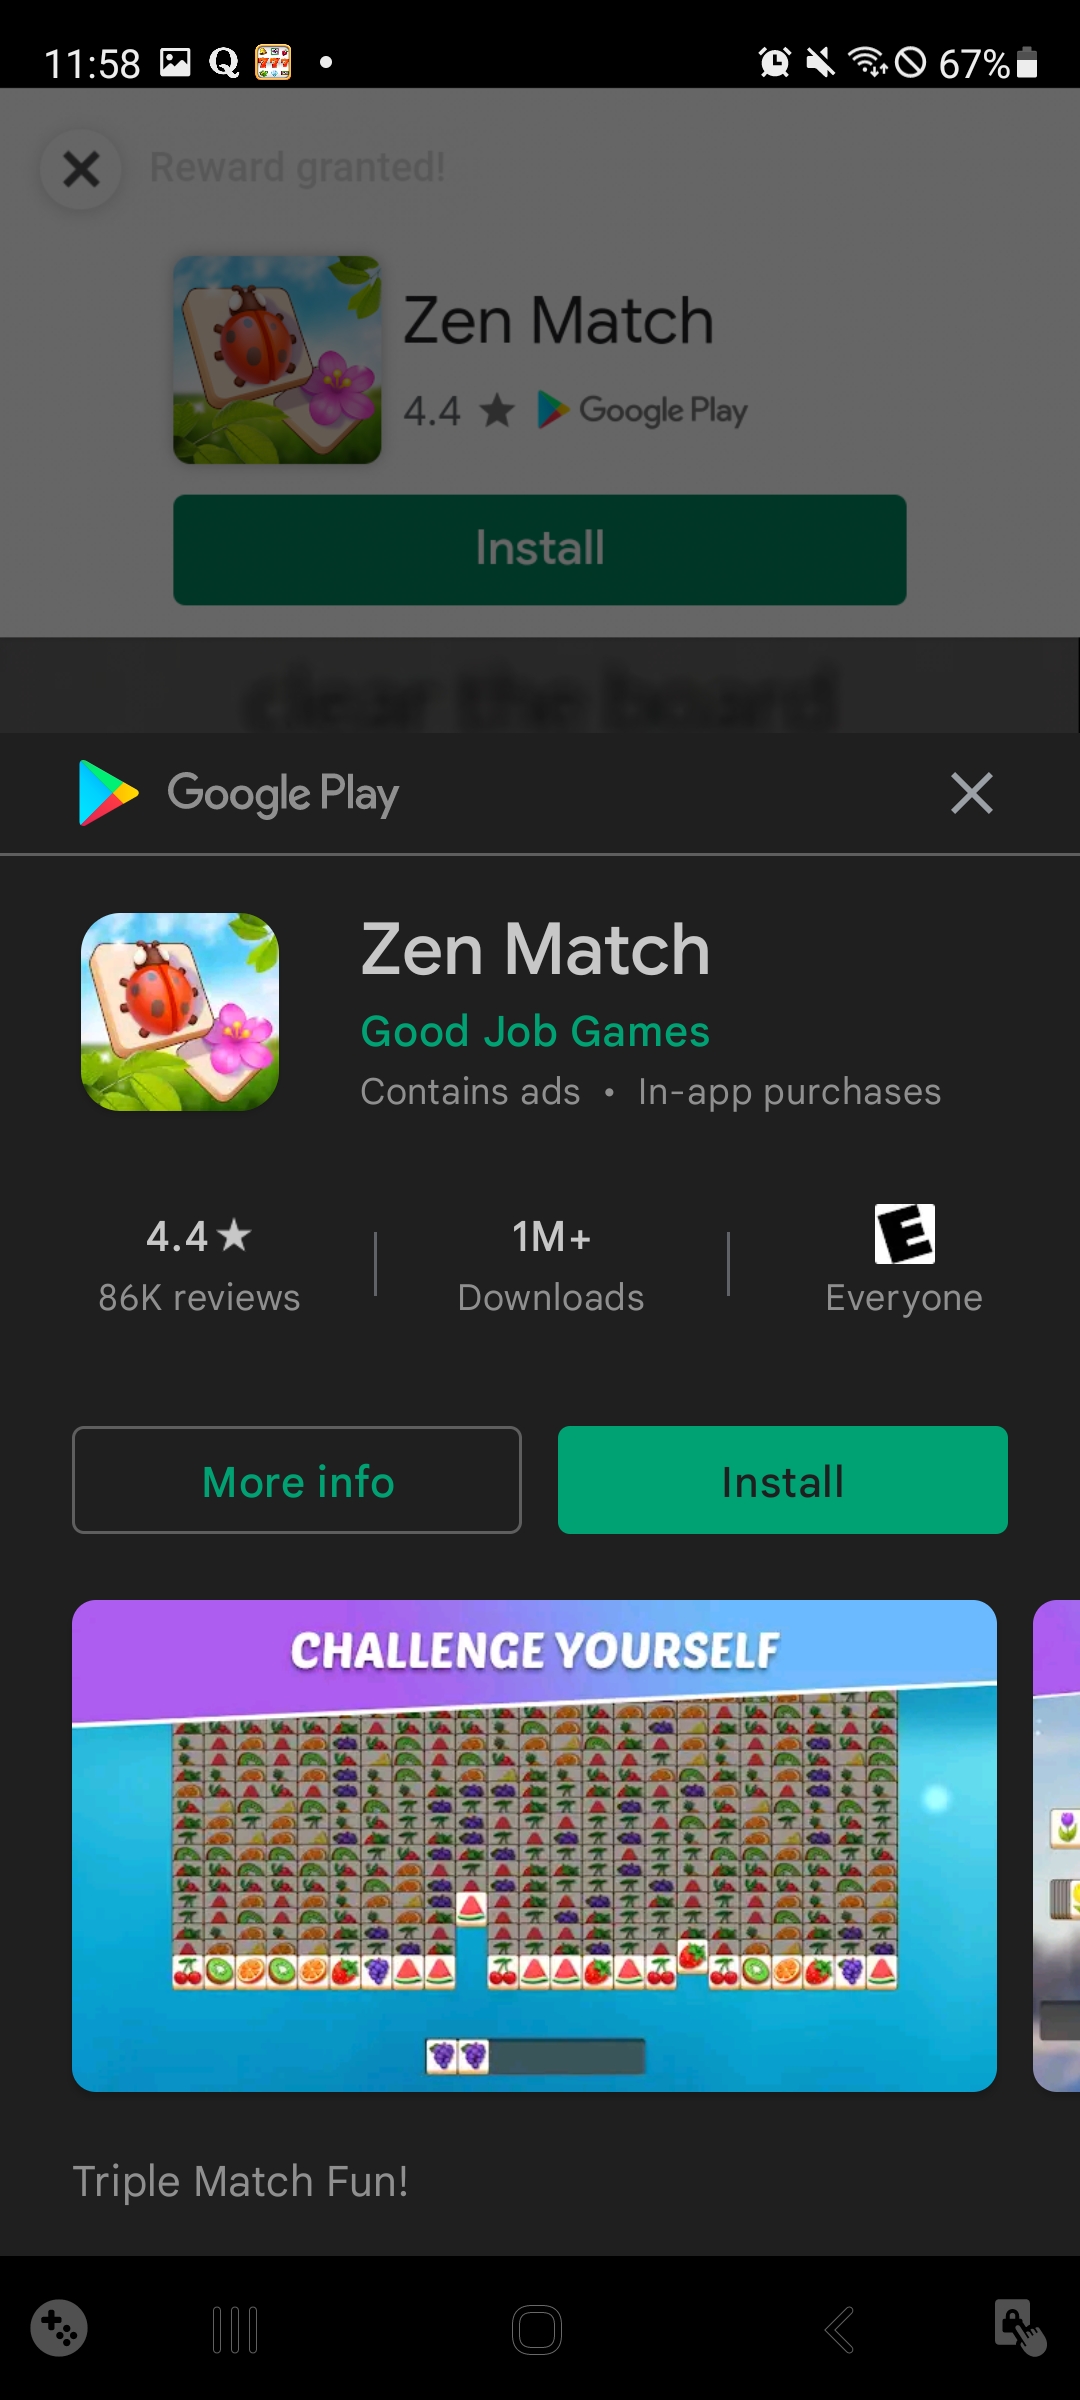 11:58
67%
Reward granted!
Zen Match
4.4 ★ Google Play
Install
clear the board
Google Play
Zen Match
Good Job Games
Contains ads • In-app purchases
4.4★
86K reviews
1M+
Downloads
E
Everyone
More info
Install
CHALLENGE YOURSELF
Triple Match Fun!